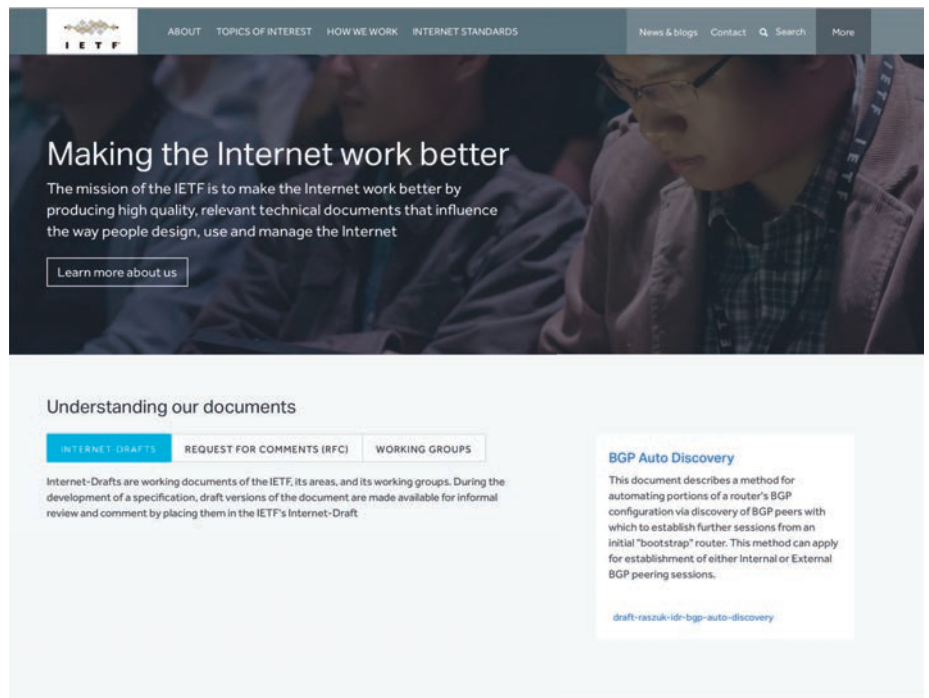 IETF
ABOUT TOPICS OF INTEREST HOW WE WORK INTERNET STANDARDS
News & blogs Contact Search More
IETF IETF
Making the Internet work better
The mission of the IETF is to make the Internet work better by
producing high quality, relevant technical documents that influence
the way people design, use and manage the Internet
Learn more about us
Understanding our documents
INTERNET-DRAFTS REQUEST FOR COMMENTS (RFC) WORKING GROUPS
Internet-Drafts are working documents of the IETF, its areas, and its working groups. During the
development of a specification, draft versions of the document are made available for informal
review and comment by placing them in the IETF's Internet-Draft
BGP Auto Discovery
This document describes a method for
automating portions of a router's BGP
configuration via discovery of BGP peers with
which to establish further sessions from an
initial "bootstrap" router. This method can apply
for establishment of either Internal or External
BGP peering sessions.
draft-raszuk-idr-bgp-auto-discovery